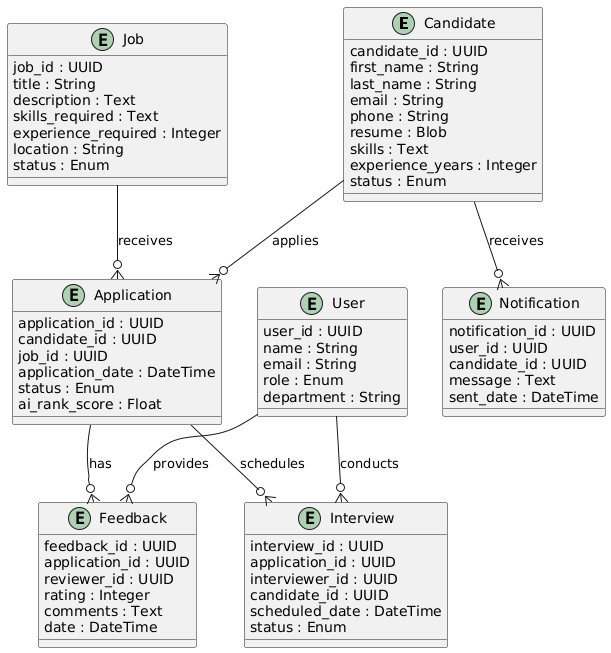 E Job
job_id : UUID
title : String
description : Text
skills_required : Text
experience_required : Integer
location : String
status : Enum
E Candidate
candidate_id : UUID
first_name : String
last_name : String
email : String
phone : String
resume : Blob
skills : Text
experience_years : Integer
status : Enum
receives
applies
receives
E Application
application_id : UUID
candidate_id : UUID
job_id : UUID
application_date : DateTime
status : Enum
ai_rank_score : Float
E User
user_id : UUID
name : String
email : String
role : Enum
department : String
E Notification
notification_id : UUID
user_id : UUID
candidate_id : UUID
message : Text
sent_date : DateTime
has
provides
schedules
conducts
E Feedback
feedback_id : UUID
application_id : UUID
reviewer_id : UUID
rating : Integer
comments : Text
date : DateTime
E Interview
interview_id : UUID
application_id : UUID
interviewer_id : UUID
candidate_id : UUID
scheduled_date : DateTime
status : Enum